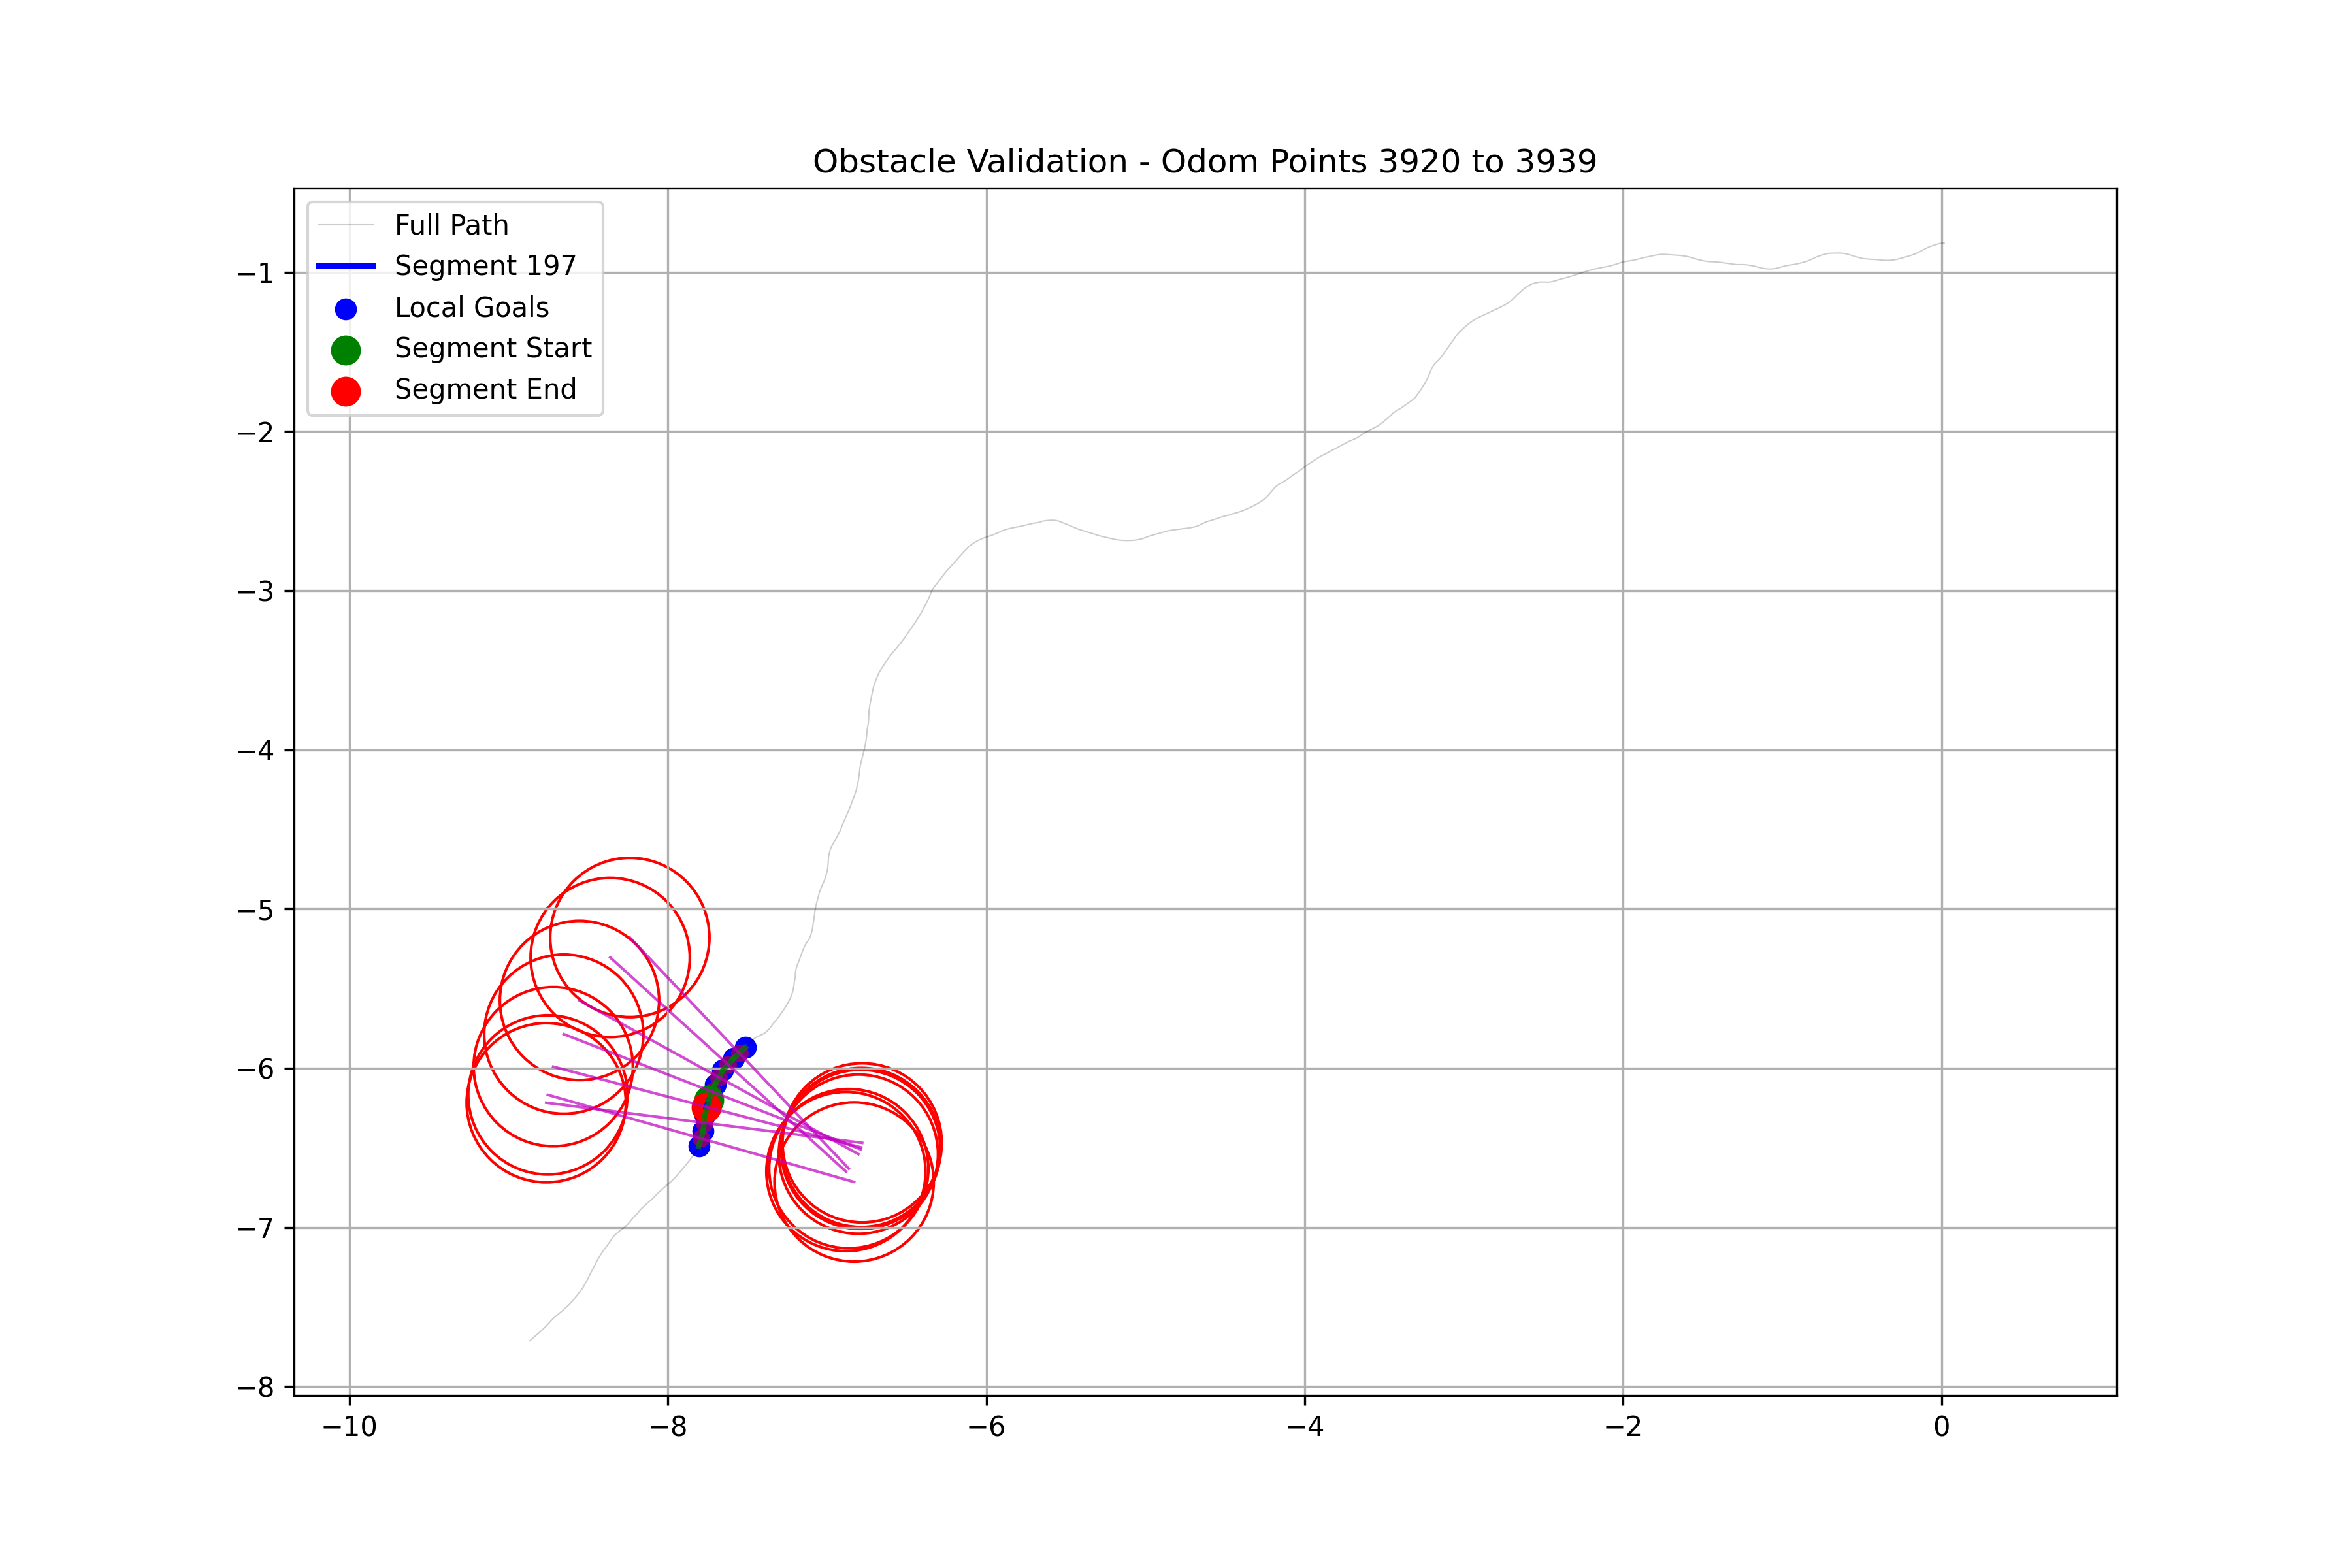 Obstacle Validation - Odom Points 3920 to 3939
Full Path
Segment 197
Local Goals
Segment Start
Segment End
−1
−2
−3
−4
−5
−6
−7
−8
−10
−8
−6
−4
−2
0